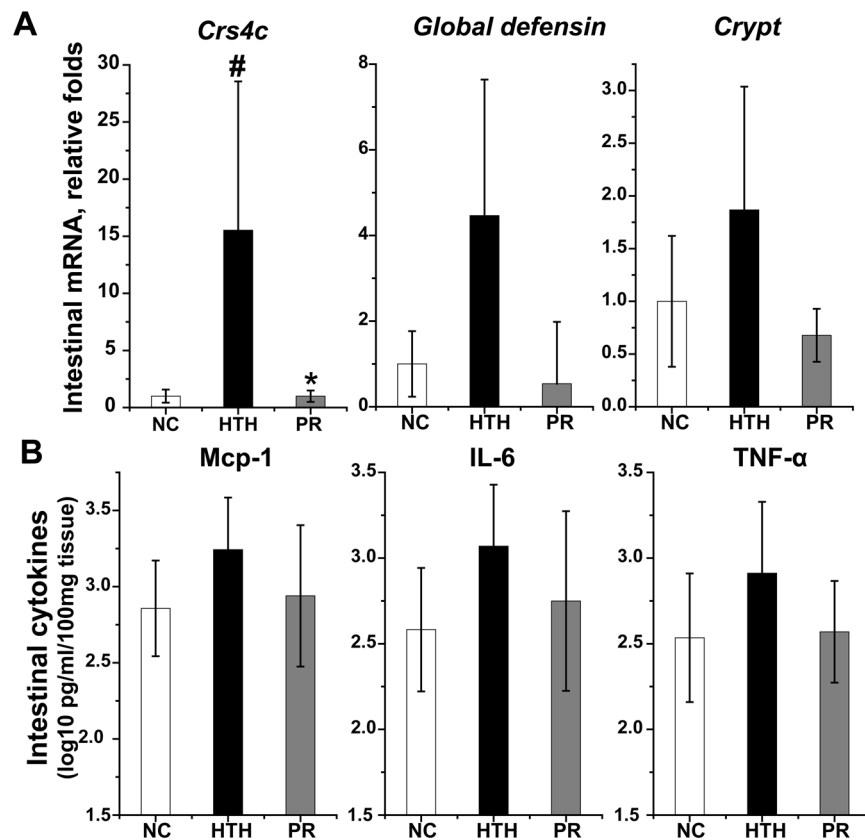 A
Crs4c
Global defensin
Crypt
Intestinal mRNA, relative folds
30
25
20
15
10
5
0
#
*
NC HTH PR
8
6
4
2
0
NC HTH PR
3.0
2.5
2.0
1.5
1.0
0.5
0.0
NC HTH PR
B
Mcp-1
IL-6
TNF-α
Intestinal cytokines
(log10 pg/ml/100mg tissue)
3.5
3.0
2.5
2.0
1.5
NC HTH PR
3.5
3.0
2.5
2.0
1.5
NC HTH PR
3.5
3.0
2.5
2.0
1.5
NC HTH PR